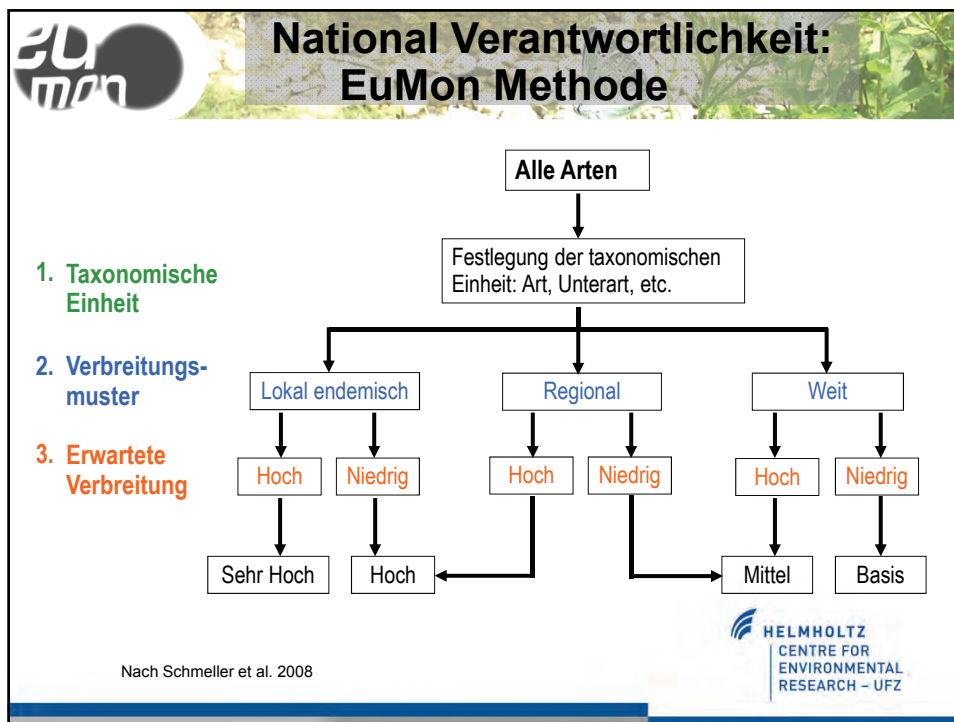 eu
mon
National Verantwortlichkeit:
EuMon Methode
Alle Arten
Festlegung der taxonomischen
Einheit: Art, Unterart, etc.
1. Taxonomische
Einheit
2. Verbreitungs-
muster
Lokal endemisch Regional Weit
3. Erwartete
Verbreitung
Hoch Niedrig Hoch Niedrig Hoch Niedrig
Sehr Hoch Hoch Mittel Basis
Nach Schmeller et al. 2008
HELMHOLTZ
CENTRE FOR
ENVIRONMENTAL
RESEARCH – UFZ